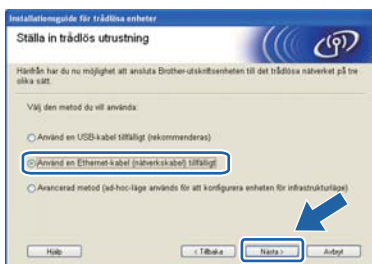 Installationsguide för trådlösa enheter
Ställa in trådlös utrustning
Härifrån har du nu möjlighet att ansluta Brother-utskriftsenheten till det trådlösa nätverket på tre
olika sätt.
Välj den metod du vill använda:
Använd en USB-kabel tillfälligt (rekommenderas)
Använd en Ethernet-kabel (nätverkskabel) tillfälligt
Avancerad metod (ad-hoc-läge används för att konfigurera enheten för infrastrukturläge)
Hjälp < Tillbaka Nästa > Avbryt